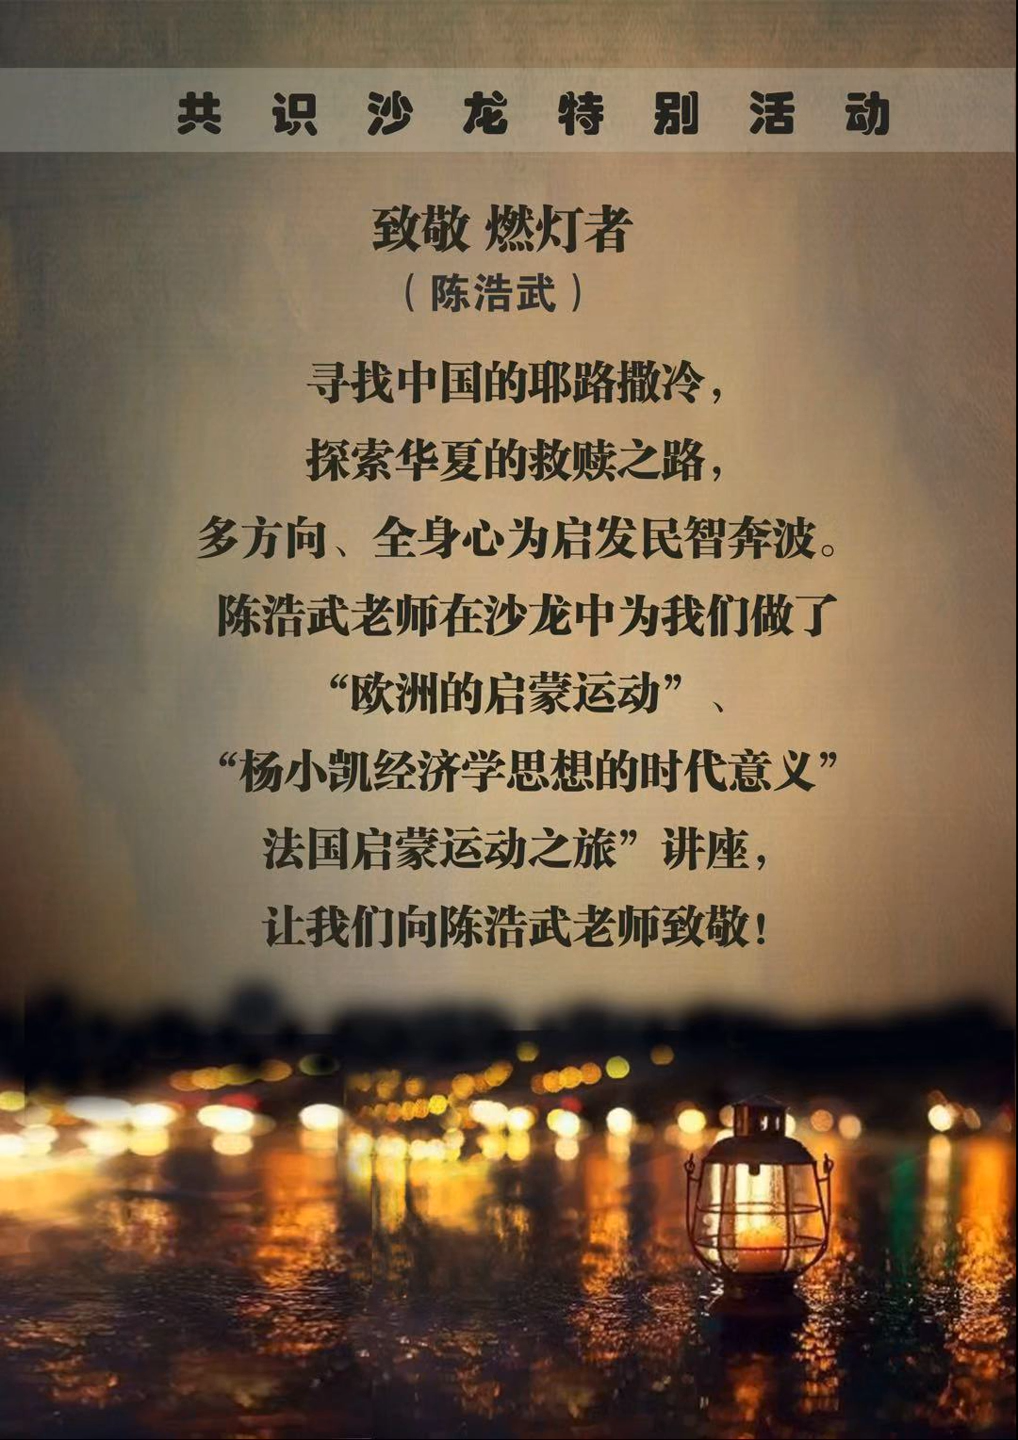 共识沙龙特别活动
致敬 燃灯者
（陈浩武）
寻找中国的耶路撒冷，
探索华夏的救赎之路，
多方向、全身心为启发民智奔波。
陈浩武老师在沙龙中为我们做了
“欧洲的启蒙运动”、
“杨小凯经济学思想的时代意义”
法国启蒙运动之旅”讲座，
让我们向陈浩武老师致敬！